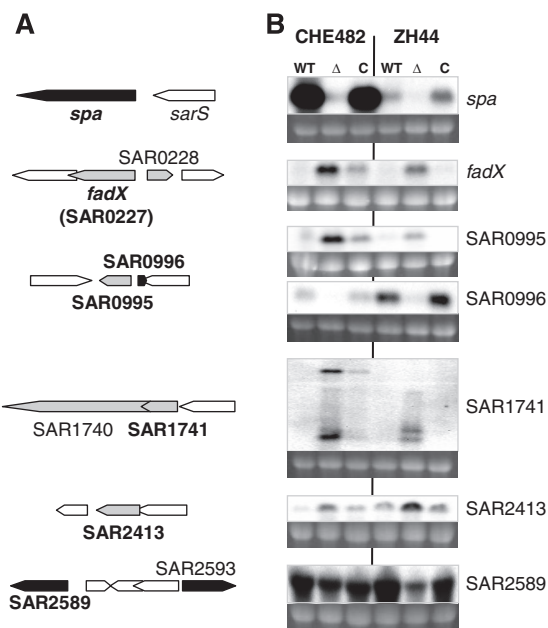 A
spa
sarS
SAR0228
fadX
(SAR0227)
SAR0996
SAR0995
SAR1740
SAR1741
SAR2413
SAR2593
SAR2589
B
CHE482
ZH44
WT Δ C WT Δ C
spa
fadX
SAR0995
SAR0996
SAR1741
SAR2413
SAR2589